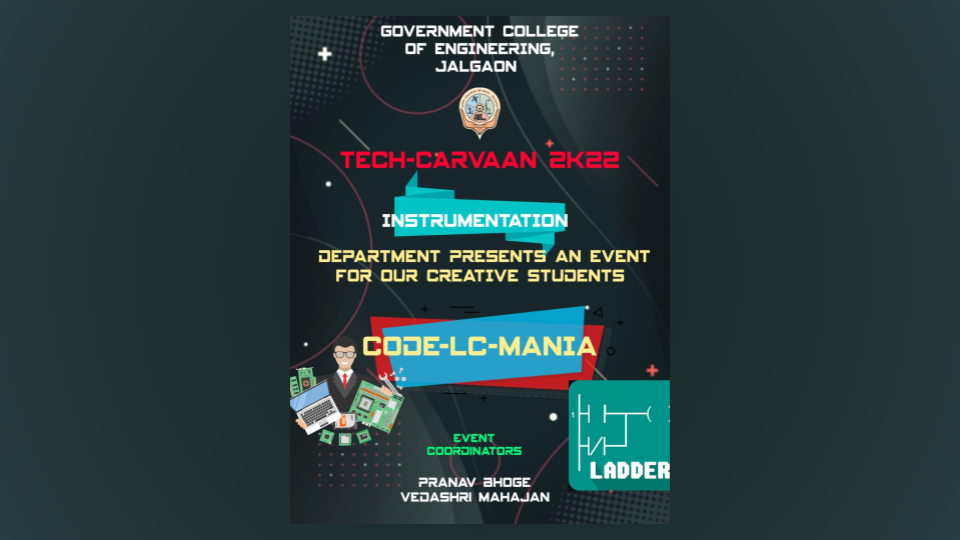 GOVERNMENT COLLEGE
OF ENGINEERING,
JALGAON
TECH-CARVAAN 2K22
INSTRUMENTATION
DEPARTMENT PRESENTS AN EVENT
FOR OUR CREATIVE STUDENTS
CODE-LC-MANIA
EVENT
COORDINATORS
LADDER
PRANAV BHOGE
VEDASHRI MAHAJAN